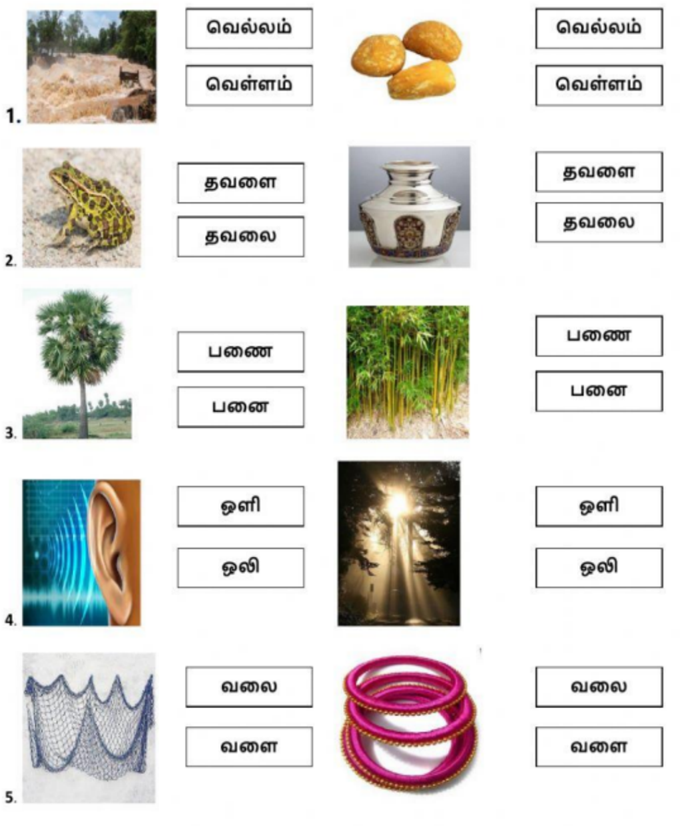 வெல்லம் வெல்லம்
வெள்ளம் வெள்ளம்
1.
தவளை தவளை
தவலை தவலை
2.
பணை பணை
பனை பனை
3.
ஒளி ஒளி
ஒலி ஒலி
4.
வலை வலை
வளை வளை
5.